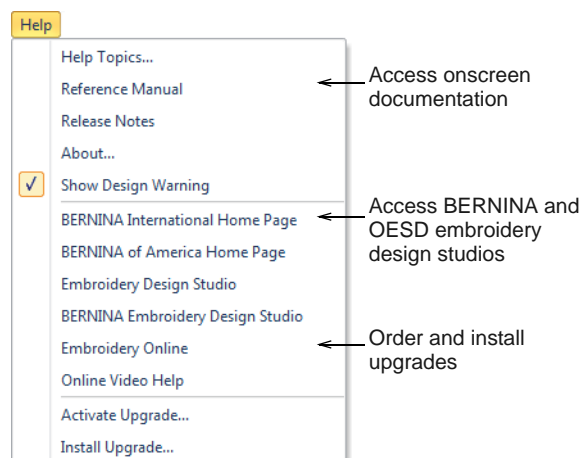 Help
Help Topics...
Reference Manual
Release Notes
About...
Show Design Warning
BERNINA International Home Page
BERNINA of America Home Page
Embroidery Design Studio
BERNINA Embroidery Design Studio
Embroidery Online
Online Video Help
Activate Upgrade...
Install Upgrade...
Access onscreen
documentation
Access BERNINA and
OESD embroidery
design studios
Order and install
upgrades